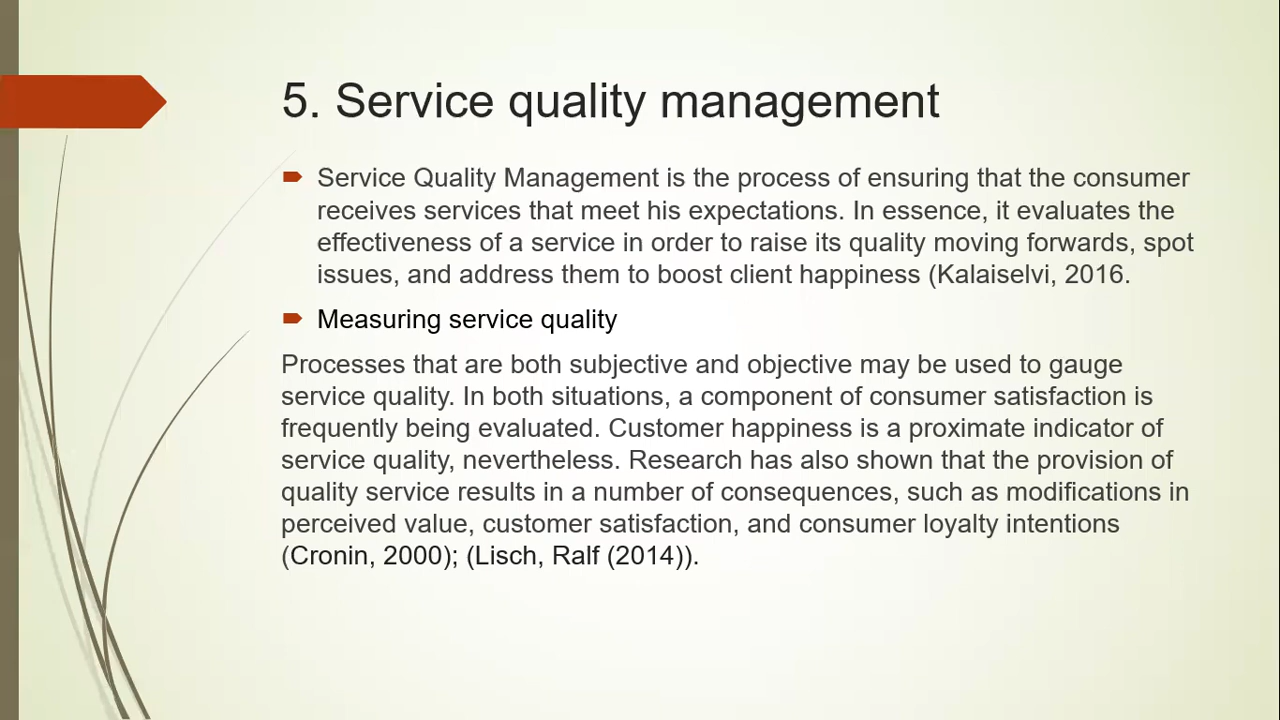 5. Service quality management
Service Quality Management is the process of ensuring that the consumer
receives services that meet his expectations. In essence, it evaluates the
effectiveness of a service in order to raise its quality moving forwards, spot
issues, and address them to boost client happiness (Kalaiselvi, 2016.
Measuring service quality
Processes that are both subjective and objective may be used to gauge
service quality. In both situations, a component of consumer satisfaction is
frequently being evaluated. Customer happiness is a proximate indicator of
service quality, nevertheless. Research has also shown that the provision of
quality service results in a number of consequences, such as modifications in
perceived value, customer satisfaction, and consumer loyalty intentions
(Cronin, 2000); (Lisch, Ralf (2014)).